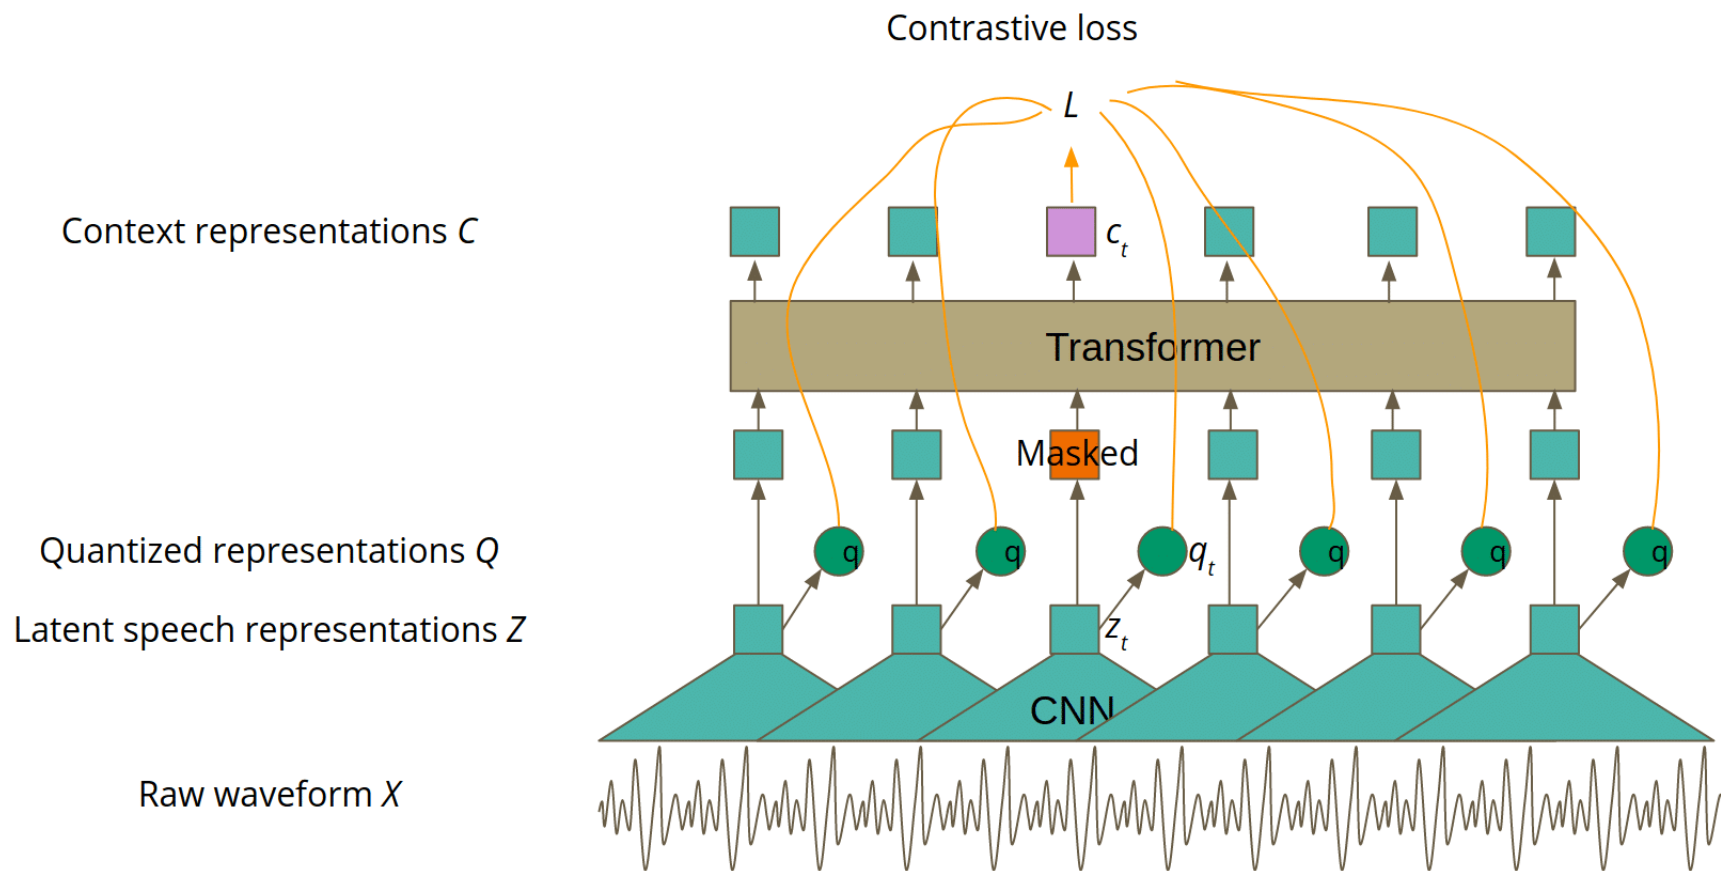 Contrastive loss
L
Context representations C
c_t
Transformer
Masked
Quantized representations Q
q
q
q_t
q
q
q
Latent speech representations Z
z_t
CNN
Raw waveform X